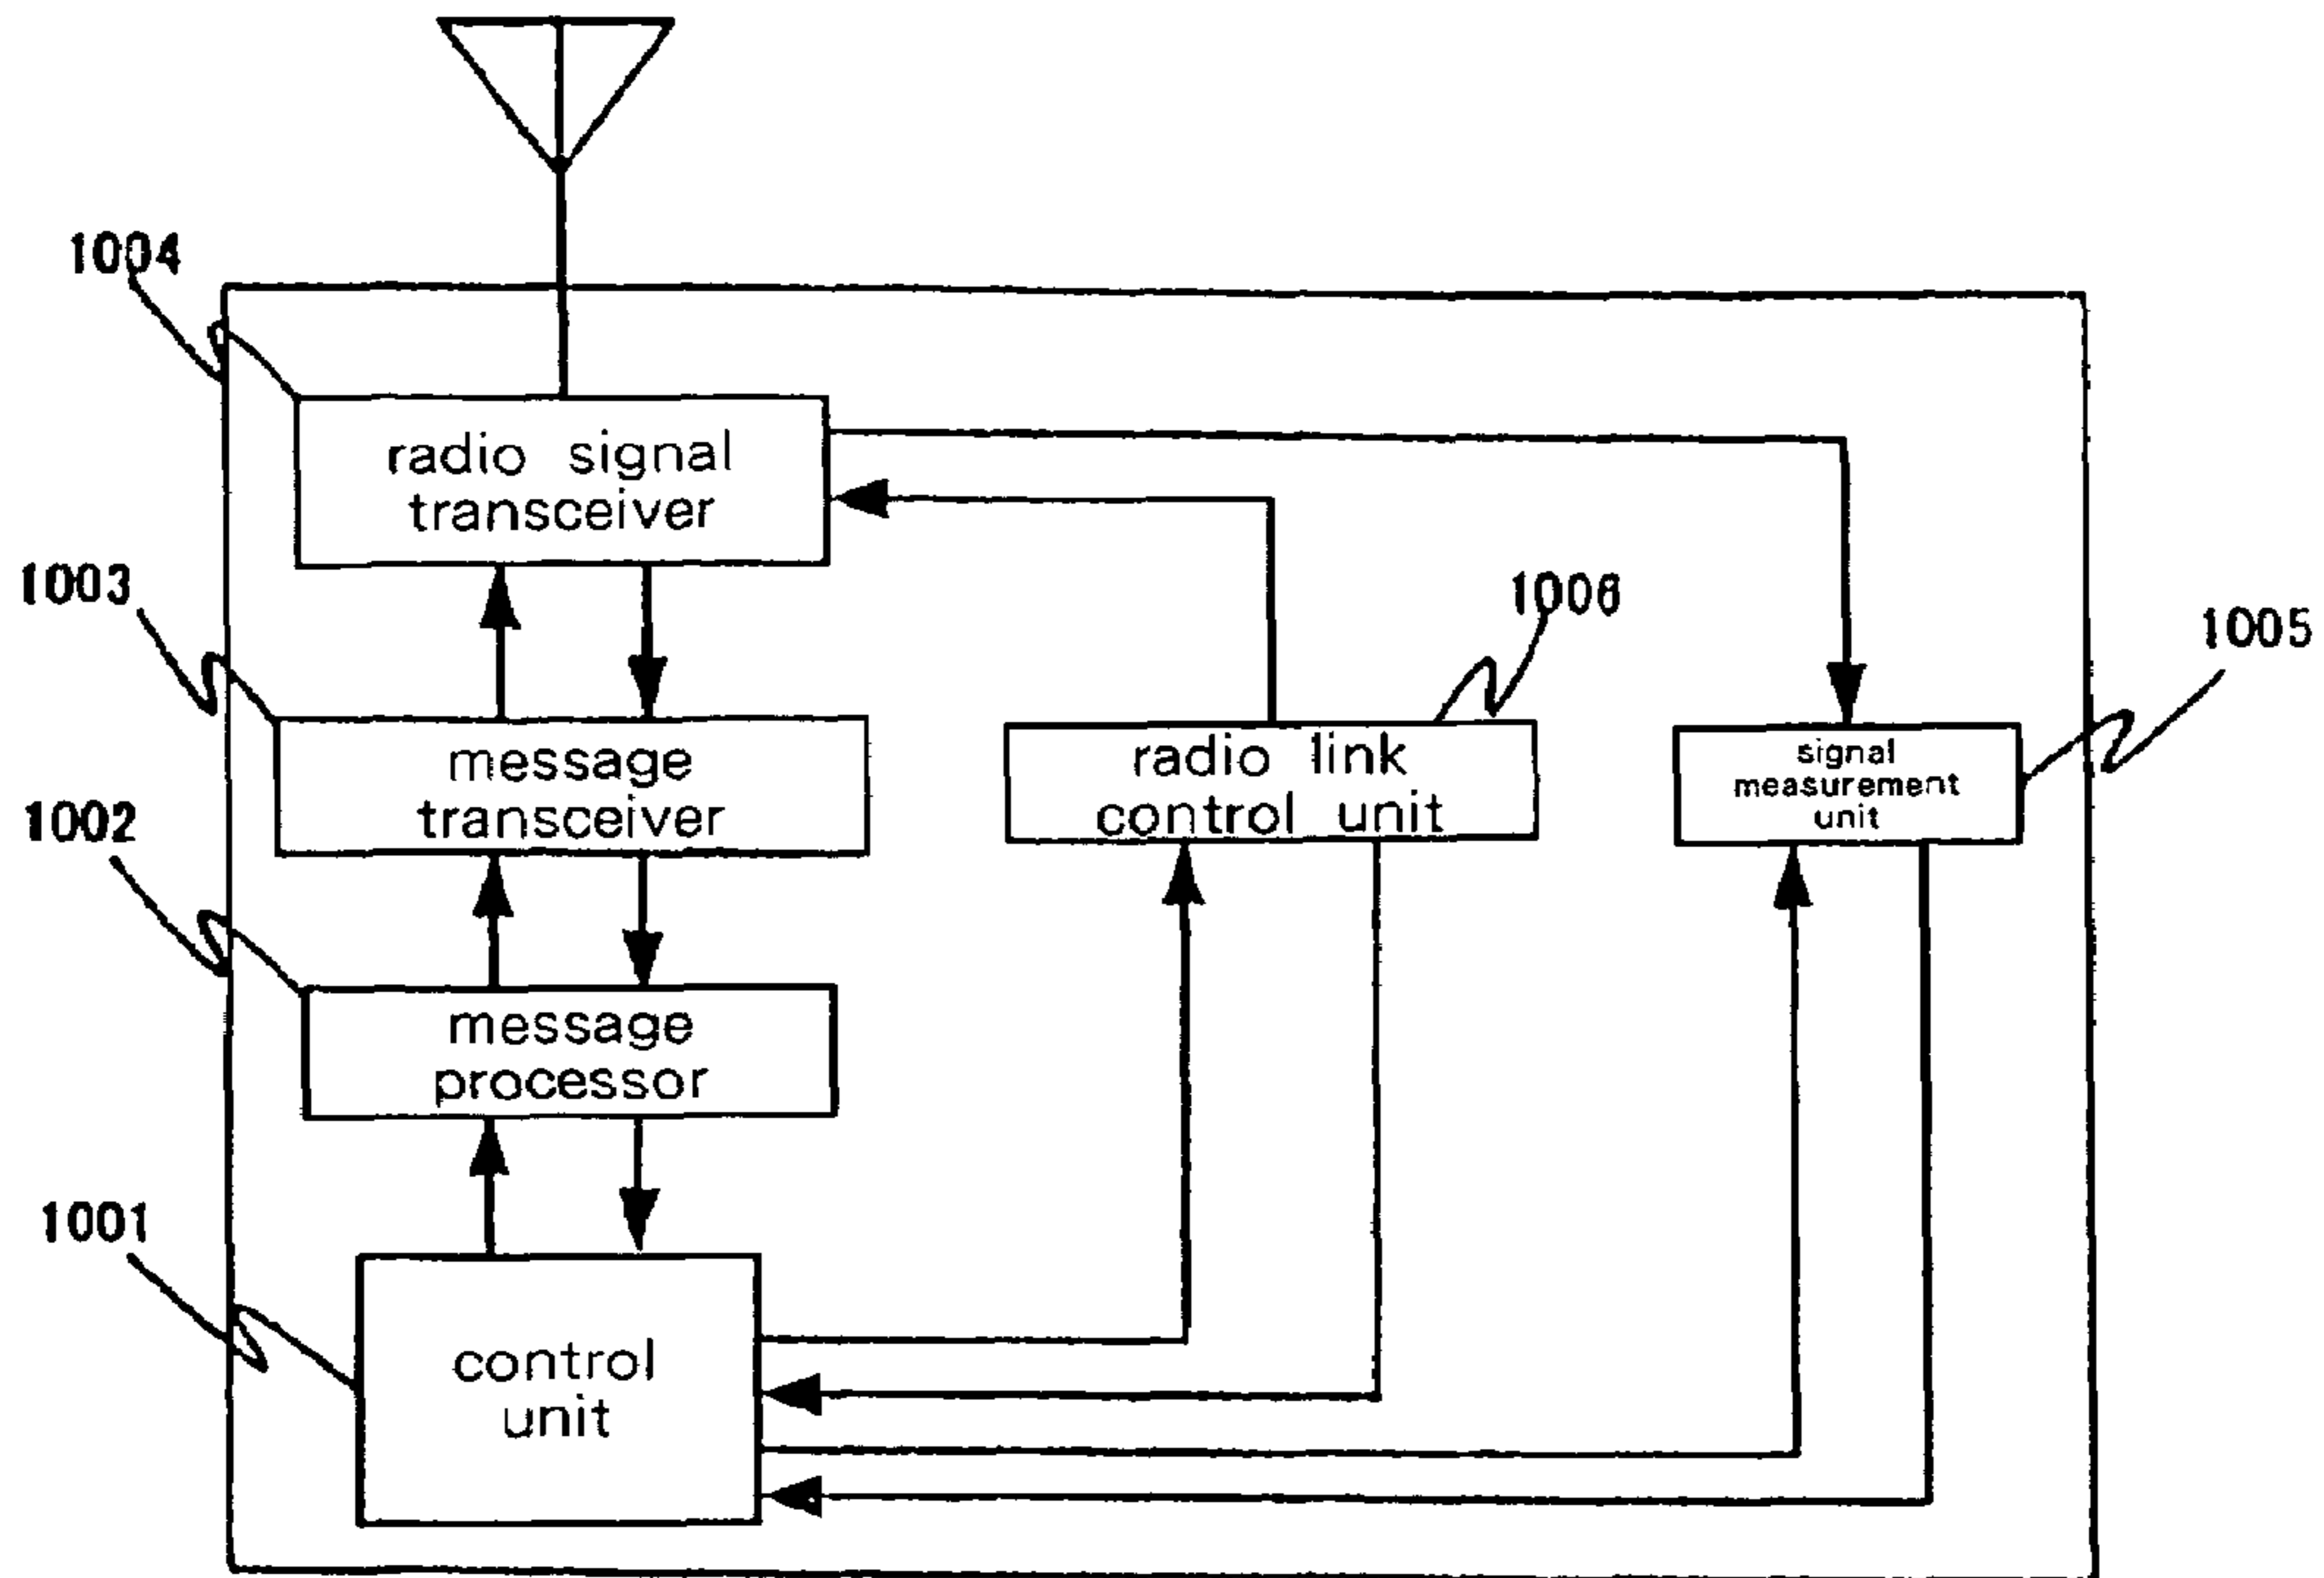 1004
radio signal
transceiver
1003
1006
1005
message
transceiver
radio link
control unit
signal
measurement
unit
1002
message
processor
1001
control
unit